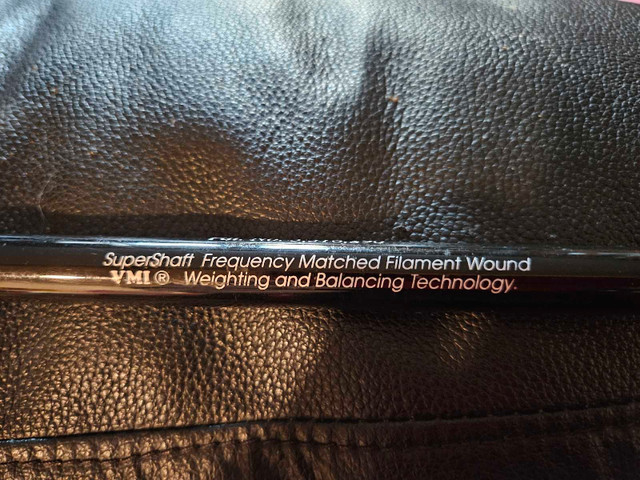 SuperShaft Frequency Matched Filament Wound
VMI® Weighting and Balancing Technology.